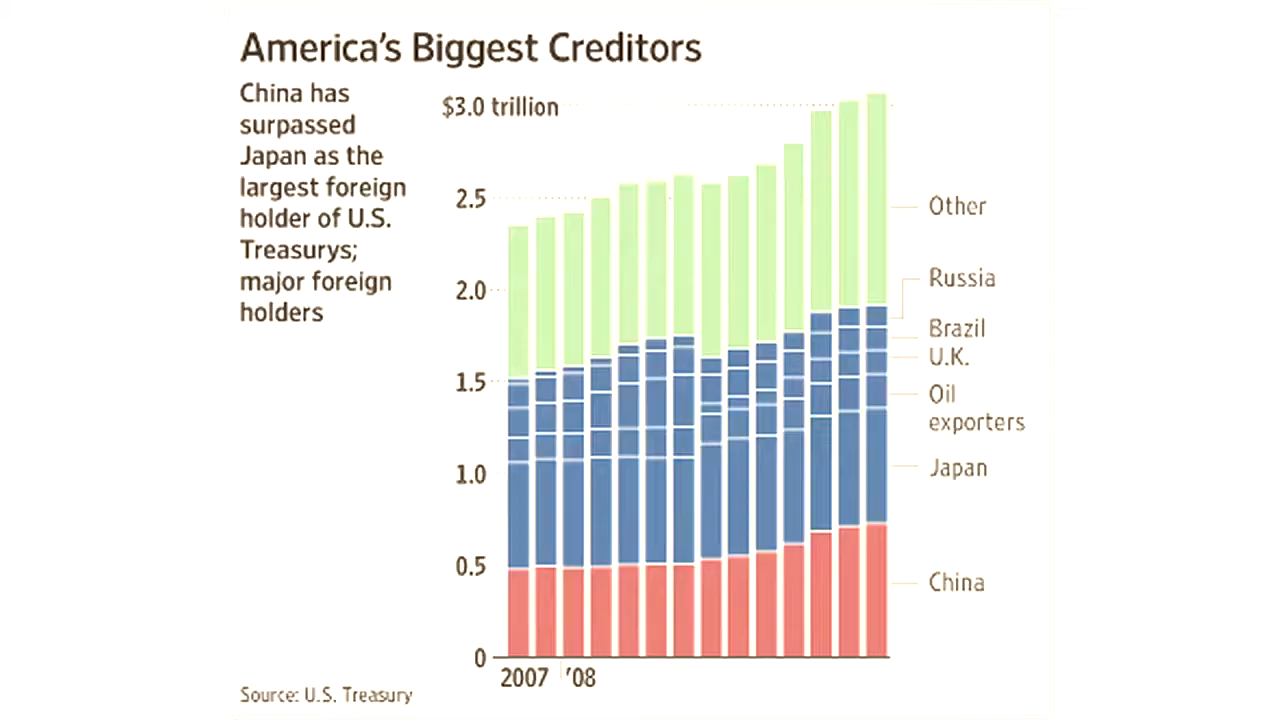 America's Biggest Creditors
China has
surpassed
Japan as the
largest foreign
holder of U.S.
Treasurys;
major foreign
holders
$3.0 trillion
2.5
2.0
1.5
1.0
0.5
0
2007
'08
Other
Russia
Brazil
U.K.
Oil
exporters
Japan
China
Source: U.S. Treasury